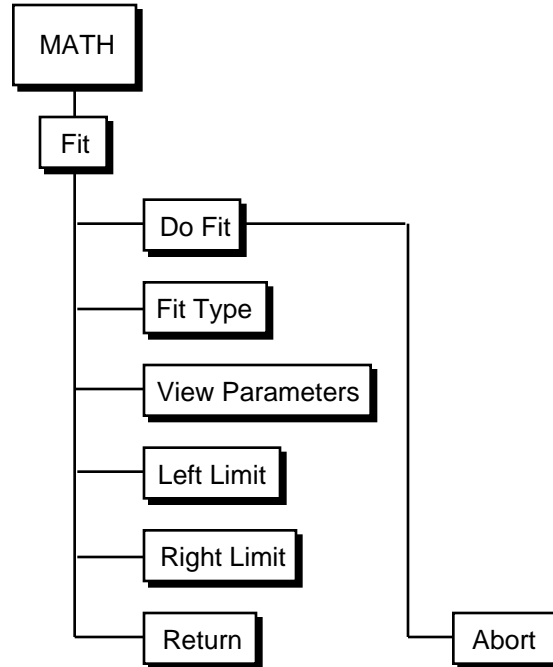 MATH
Fit
Do Fit
Fit Type
View Parameters
Left Limit
Right Limit
Return
Abort